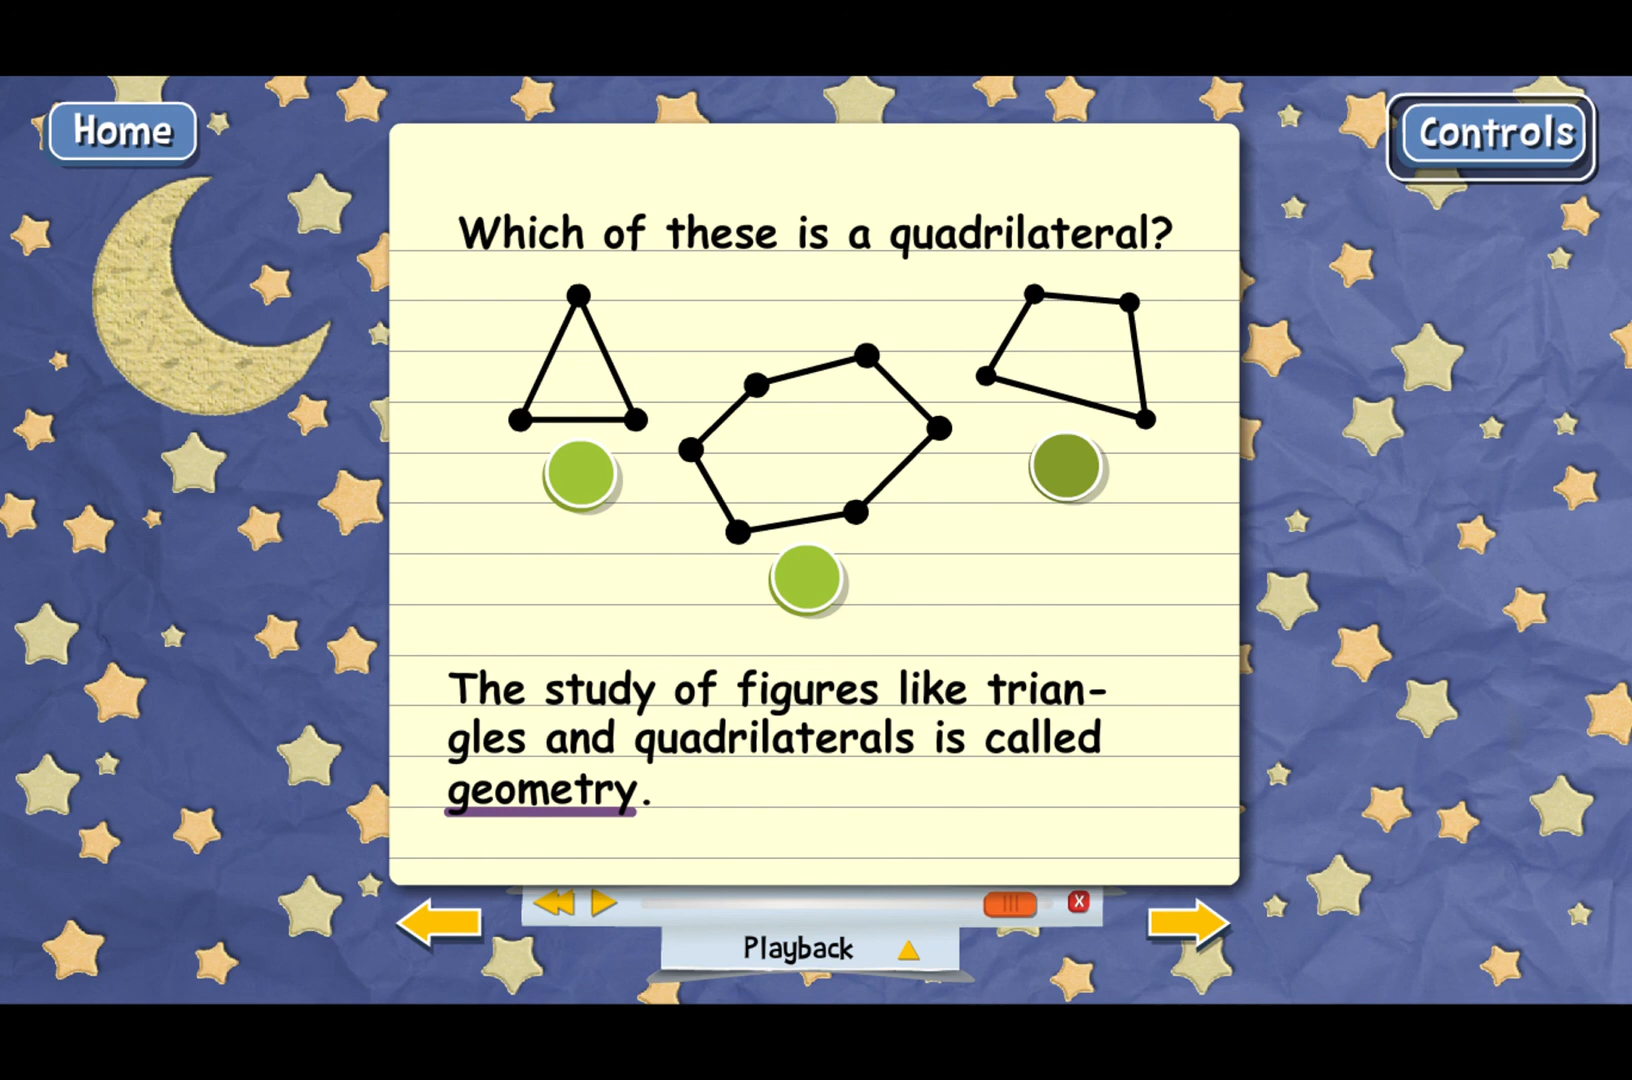 Home
Controls
Which of these is a quadrilateral?
The study of figures like trian-
gles and quadrilaterals is called
geometry.
X
Playback